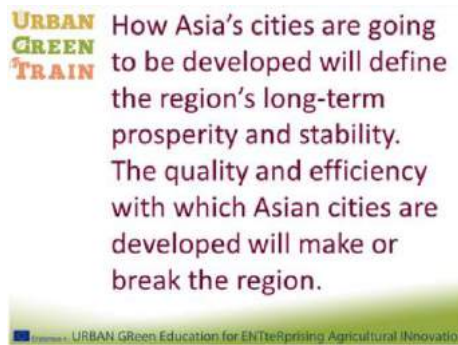 URBAN
GREEN
TRAIN
How Asia's cities are going
to be developed will define
the region's long-term
prosperity and stability.
The quality and efficiency
with which Asian cities are
developed will make or
break the region.
Erasmus+ URBAN GReen Education for ENTteRprising Agricultural INnovatio